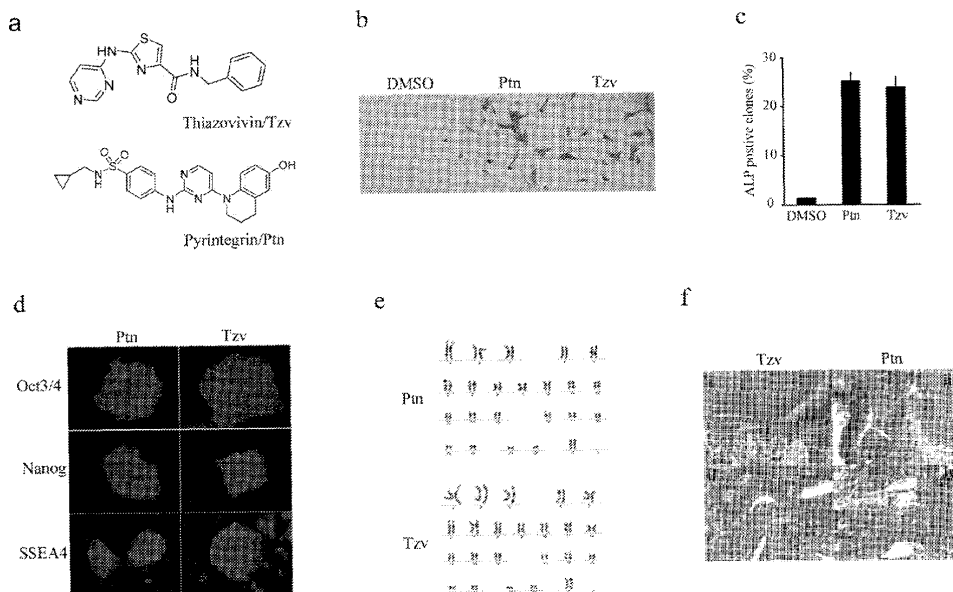 a
S
HN
N
H
N
N
N
N
O
Thiazovivin/Tzv
O
O
S
N
H
N
N
N
H
N
OH
Pyrintegrin/Ptn
b
DMSO Ptn Tzv
c
ALP postive clones (%)
30
20
10
0
DMSO Ptn Tzv
d
Ptn Tzv
Oct3/4
Nanog
SSEA4
e
Ptn
Tzv
f
Tzv Ptn